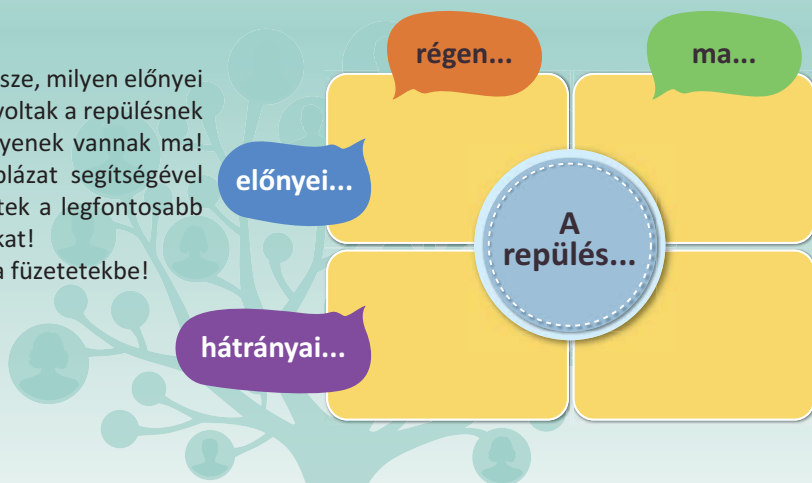 régen...
ma...
sze, milyen előnyei
voltak a repülésnek
yenek vannak ma!
blázat segítségével
tek a legfontosabb
kat!
a füzetetekbe!
előnyei...
A
repülés...
hátrányai...